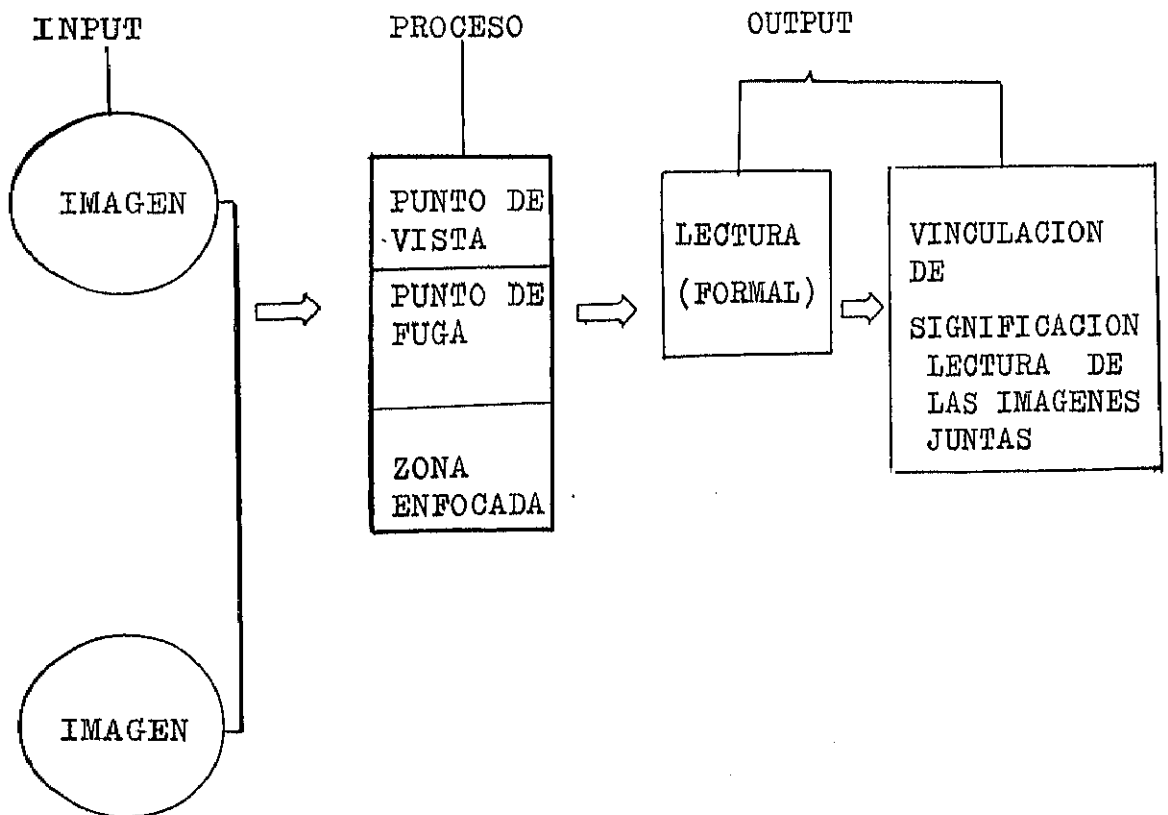 INPUT
PROCESO
OUTPUT
IMAGEN
IMAGEN
PUNTO DE
VISTA
PUNTO DE
FUGA
ZONA
ENFOCADA
LECTURA
(FORMAL)
VINCULACION
DE
SIGNIFICACION
LECTURA DE
LAS IMAGENES
JUNTAS